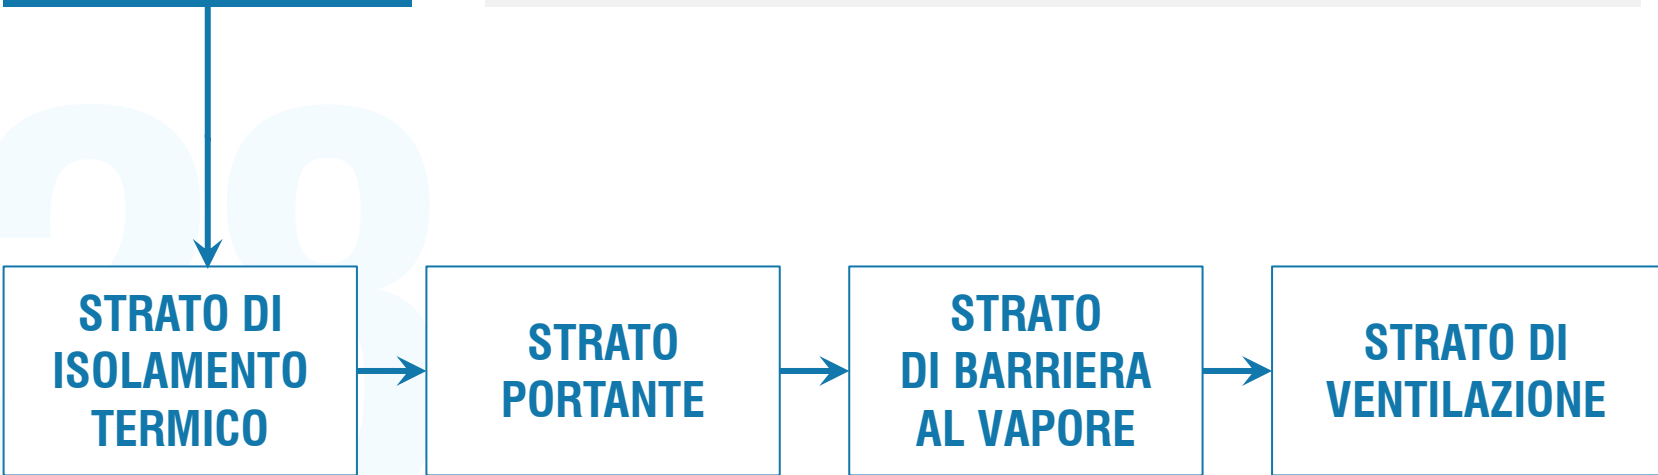 STRATO DI
ISOLAMENTO
TERMICO
STRATO
PORTANTE
STRATO
DI BARRIERA
AL VAPORE
STRATO DI
VENTILAZIONE